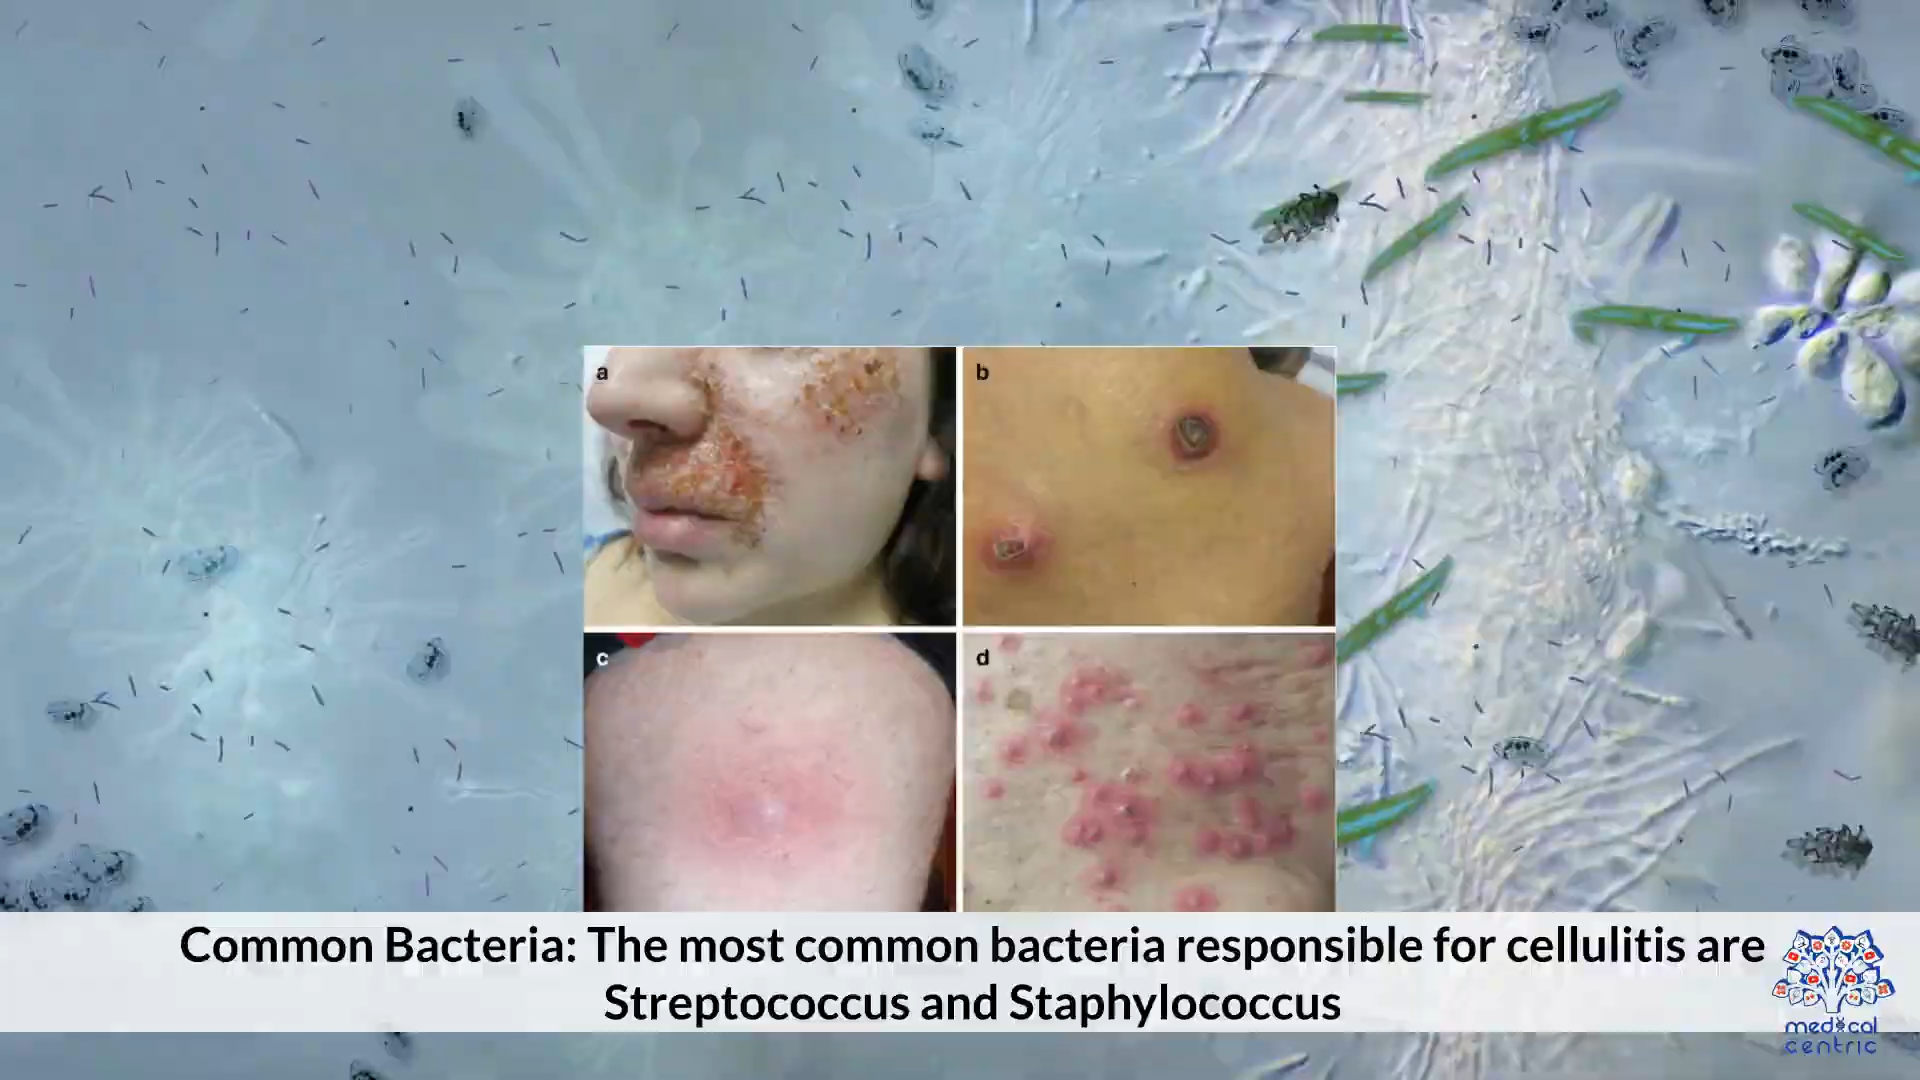 a
b
c
d
Common Bacteria: The most common bacteria responsible for cellulitis are
Streptococcus and Staphylococcus
medical
centric